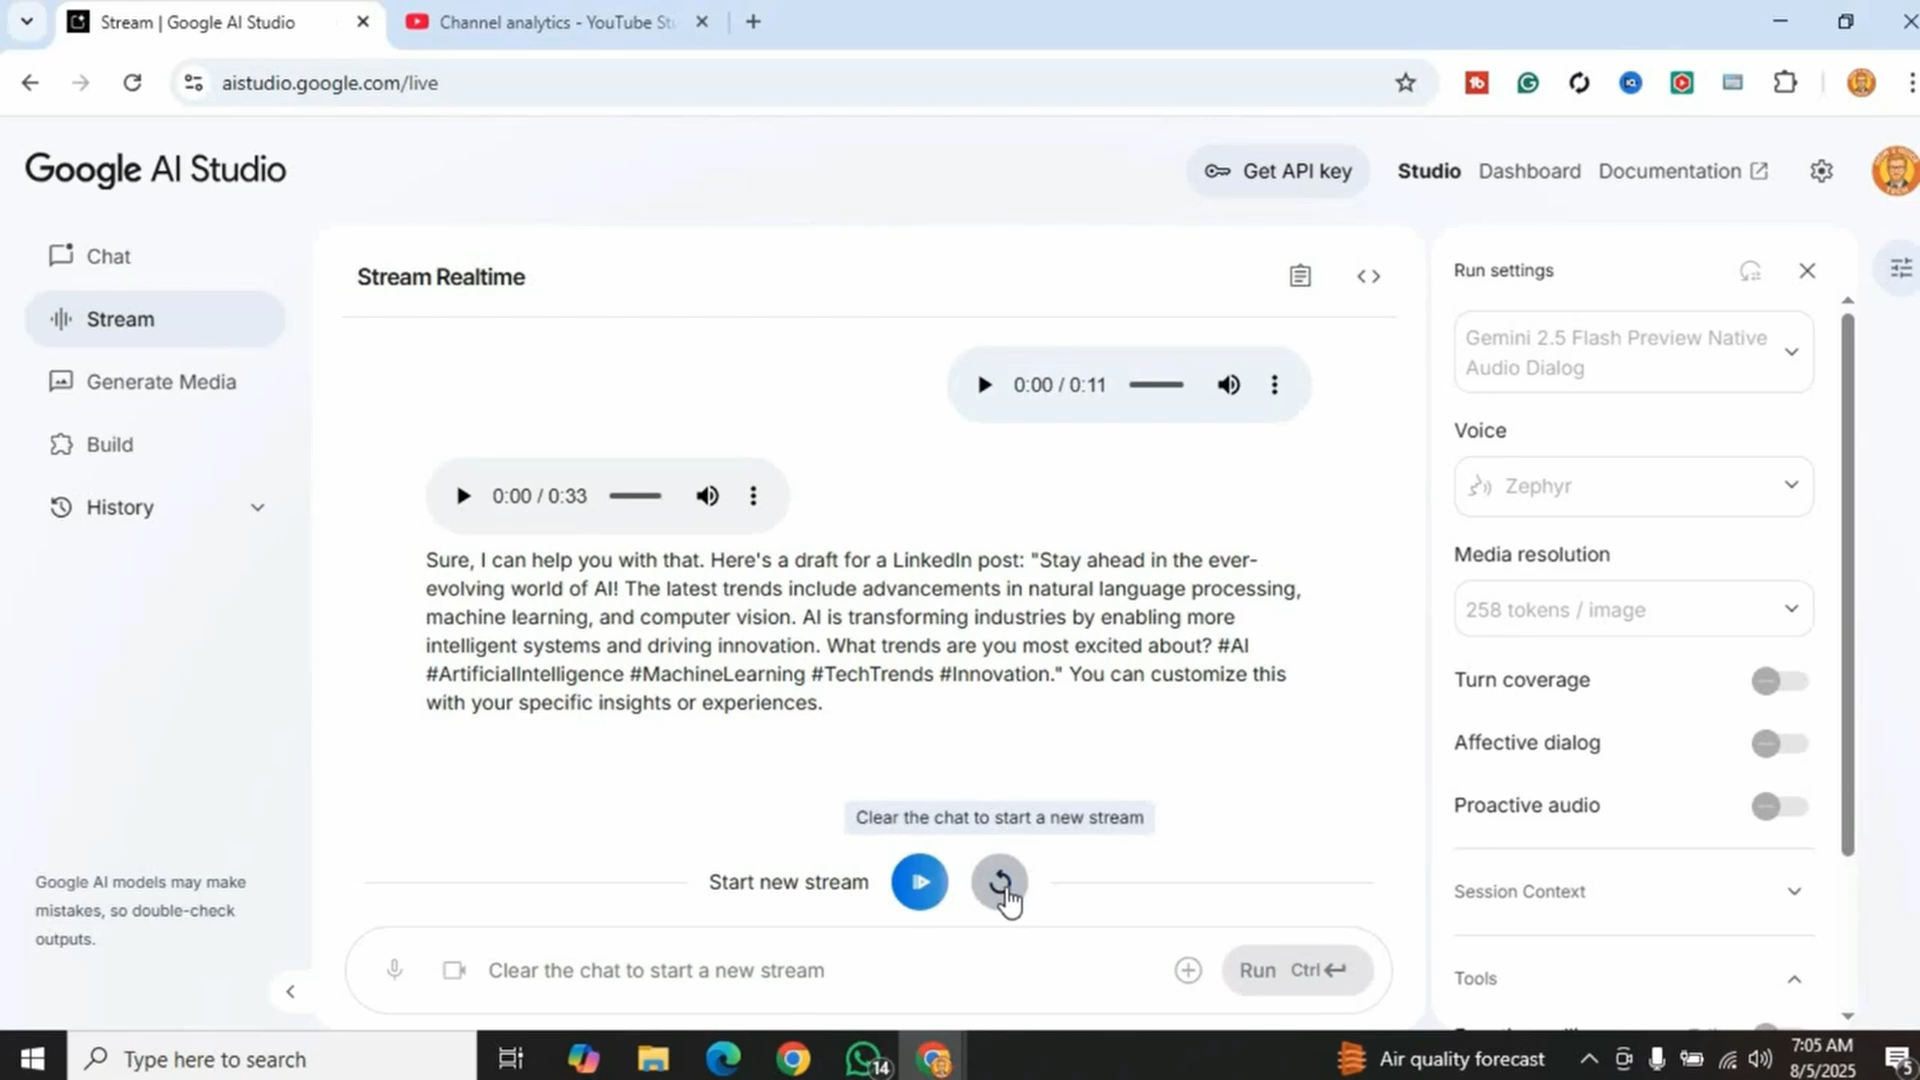 Stream | Google AI Studio
Channel analytics - YouTube St
aistudio.google.com/live
Google AI Studio
Get API key
Studio
Dashboard
Documentation
Chat
Stream
Generate Media
Build
History
Google AI models may make
mistakes, so double-check
outputs.
Stream Realtime
0:00 / 0:11
0:00 / 0:33
Sure, I can help you with that. Here's a draft for a LinkedIn post: "Stay ahead in the ever-
evolving world of AI! The latest trends include advancements in natural language processing,
machine learning, and computer vision. AI is transforming industries by enabling more
intelligent systems and driving innovation. What trends are you most excited about? #AI
#ArtificialIntelligence #MachineLearning #TechTrends #Innovation." You can customize this
with your specific insights or experiences.
Clear the chat to start a new stream
Start new stream
Clear the chat to start a new stream
Run Ctrl
Run settings
Gemini 2.5 Flash Preview Native
Audio Dialog
Voice
Zephyr
Media resolution
258 tokens / image
Turn coverage
Affective dialog
Proactive audio
Session Context
Tools
Type here to search
14
Air quality forecast
7:05 AM
8/5/2025
5